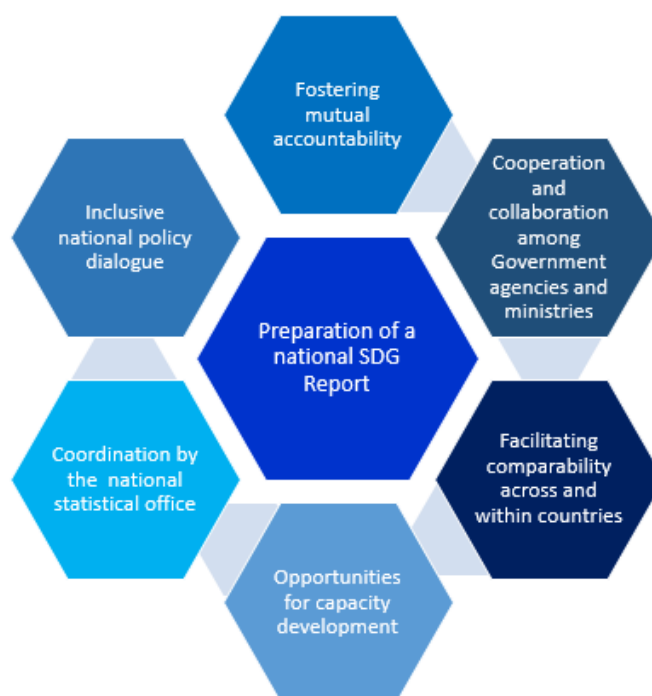 Fostering
mutual
accountability
Cooperation
and
collaboration
among
Government
agencies and
ministries
Inclusive
national policy
dialogue
Preparation of a
national SDG
Report
Facilitating
comparability
across and
within countries
Coordination by
the national
statistical office
Opportunities
for capacity
development